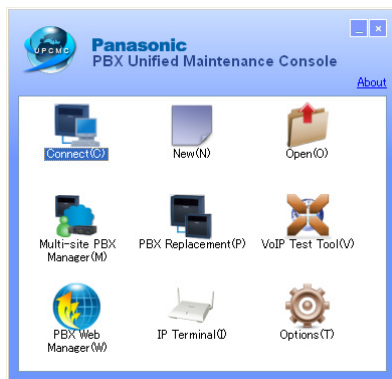 UPCMC
Panasonic
PBX Unified Maintenance Console
About
Connect(C)
New(N)
Open(O)
Multi-site PBX
Manager(M)
PBX Replacement(P)
VoIP Test Tool(V)
PBX Web
Manager(W)
IP Terminal(I)
Options(T)